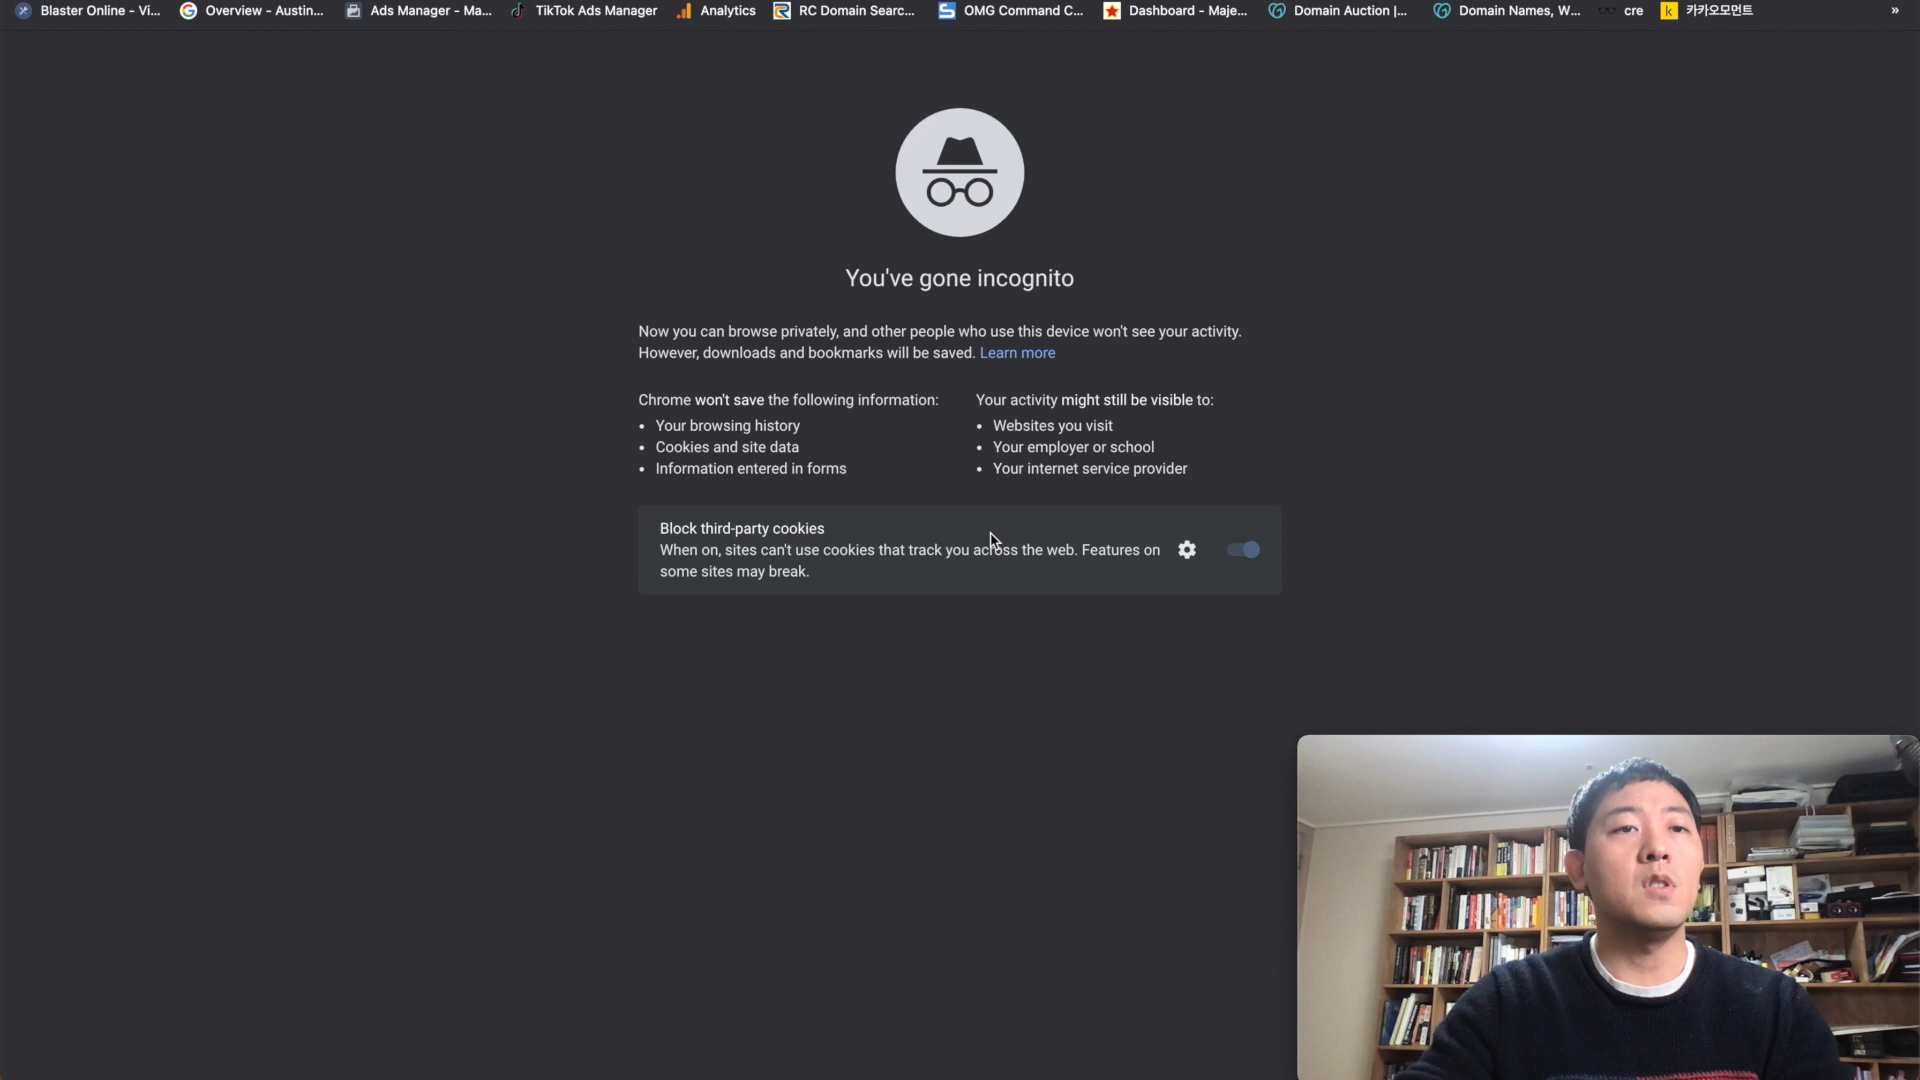 Blaster Online - Vi... Overview - Austin... Ads Manager - Ma... TikTok Ads Manager Analytics RC Domain Searc... OMG Command C... Dashboard - Maje... Domain Auction |... Domain Names, W... cre k 카카오모먼트 »
You've gone incognito
Now you can browse privately, and other people who use this device won't see your activity.
However, downloads and bookmarks will be saved. Learn more
Chrome won't save the following information:
• Your browsing history
• Cookies and site data
• Information entered in forms
Your activity might still be visible to:
• Websites you visit
• Your employer or school
• Your internet service provider
Block third-party cookies
When on, sites can't use cookies that track you across the web. Features on
some sites may break.